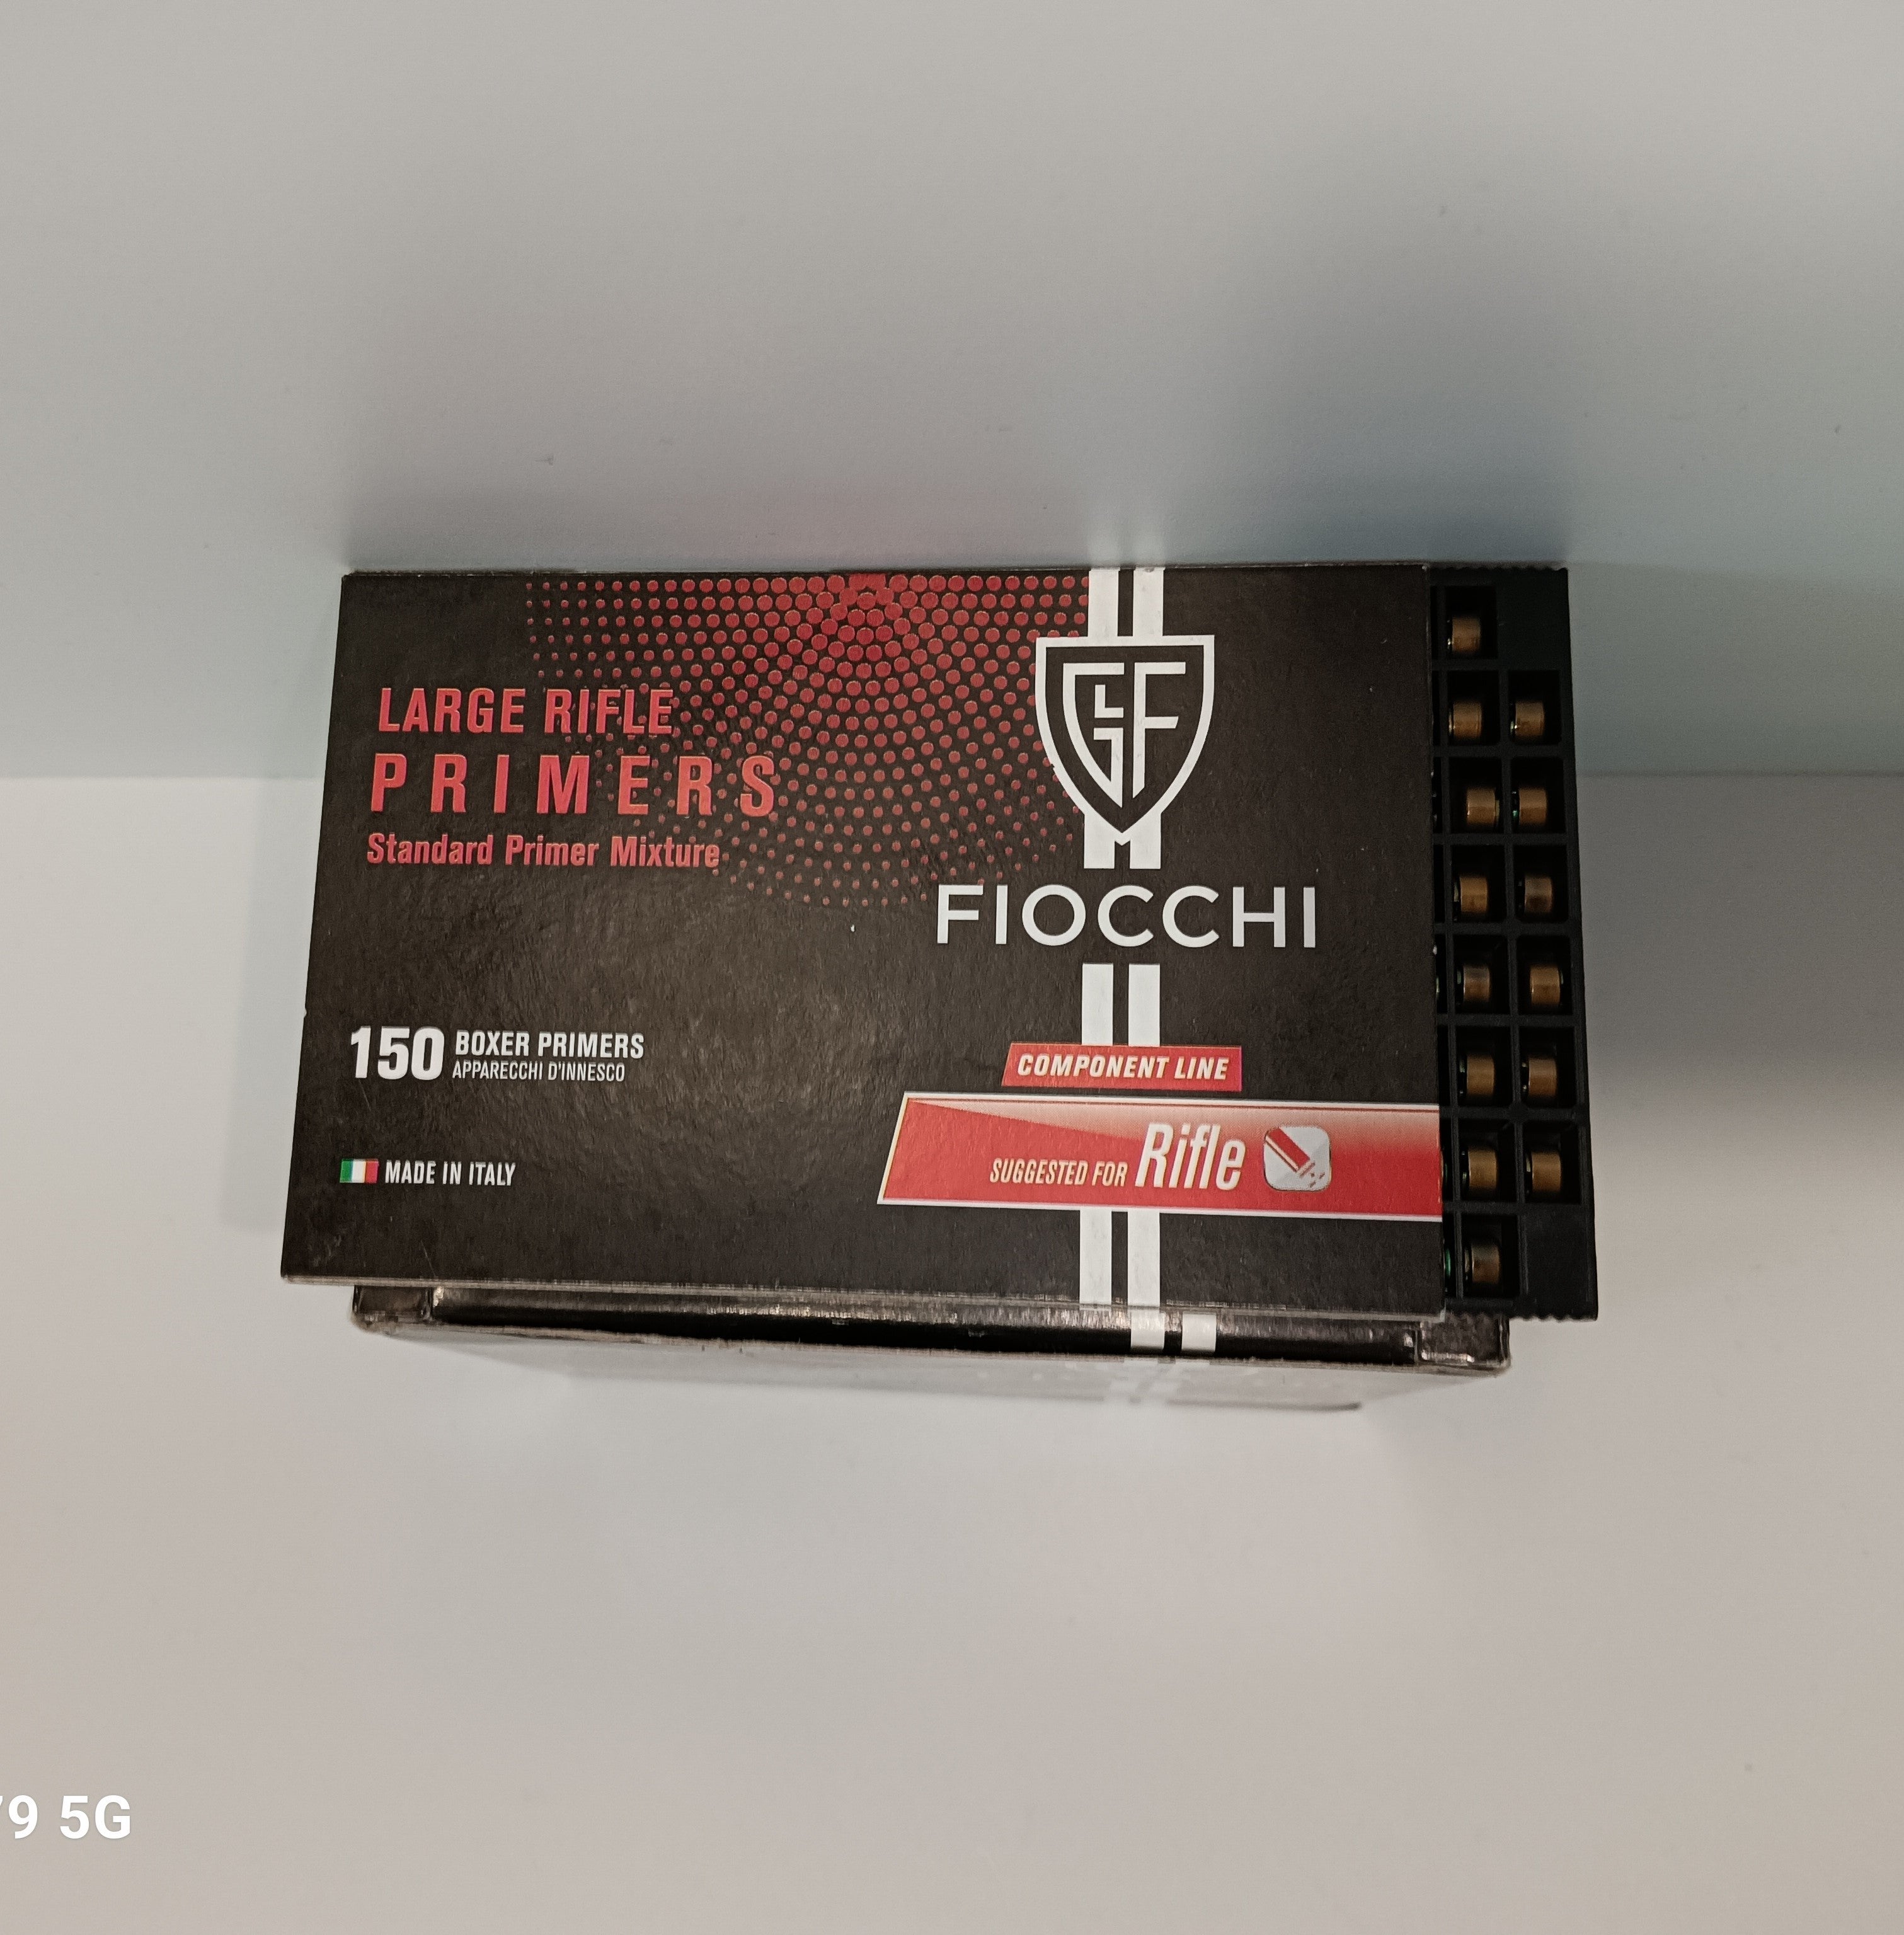 LARGE RIFLE
PRIMERS
Standard Primer Mixture
GF
FIOCCHI
150 BOXER PRIMERS
APPARECCHI D'INNESCO
COMPONENT LINE
SUGGESTED FOR Rifle
MADE IN ITALY
9 5G